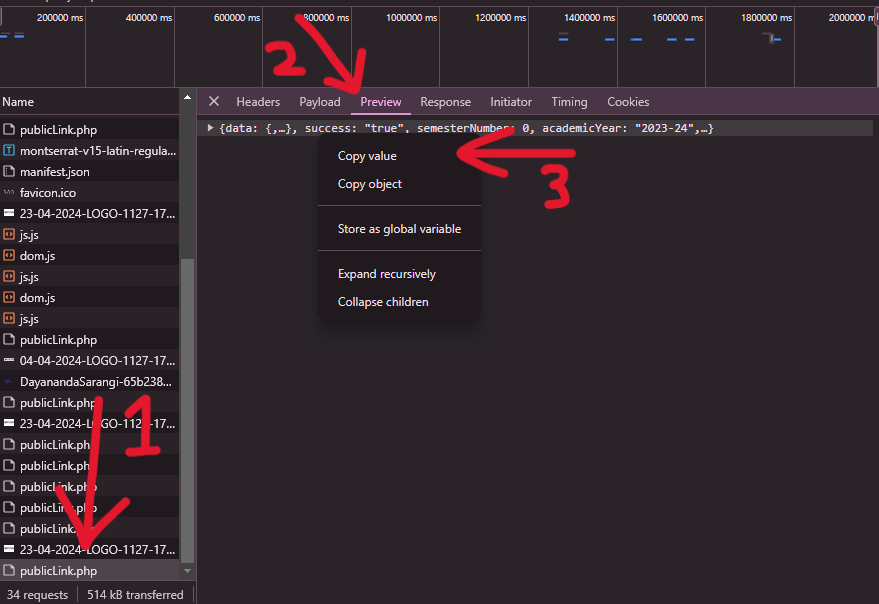 200000 ms 400000 ms 600000 ms 800000 ms 1000000 ms 1200000 ms 1400000 ms 1600000 ms 1800000 ms 2000000 m
2
Name
Headers Payload Preview Response Initiator Timing Cookies
publicLink.php
{data: {,…}, success: "true", semesterNumber: 0, academicYear: "2023-24",…}
montserrat-v15-latin-regula...
manifest.json
favicon.ico
23-04-2024-LOGO-1127-17...
js.js
dom.js
js.js
dom.js
js.js
publicLink.php
04-04-2024-LOGO-1127-17...
DayanandaSarangi-65b238...
publicLink.php
23-04-2024-LOGO-1127-17...
publicLink.php
publicLink.php
publicLink.php
publicLink.php
publicLink.php
23-04-2024-LOGO-1127-17...
publicLink.php
1
Copy value
Copy object
Store as global variable
Expand recursively
Collapse children
3
34 requests 514 kB transferred